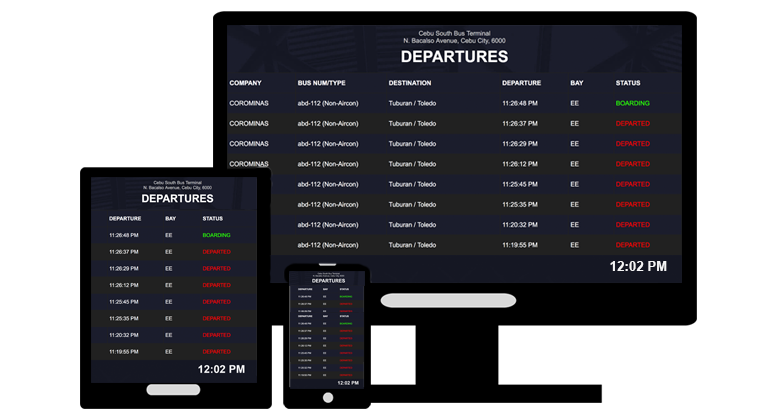 Cebu South Bus Terminal
N. Bacalso Avenue, Cebu City, 6000
DEPARTURES
COMPANY BUS NUM/TYPE DESTINATION DEPARTURE BAY STATUS
COROMINAS abd-112 (Non-Aircon) Tuburan / Toledo 11:26:48 PM EE BOARDING
COROMINAS abd-112 (Non-Aircon) Tuburan / Toledo 11:26:37 PM EE DEPARTED
COROMINAS abd-112 (Non-Aircon) Tuburan / Toledo 11:26:29 PM EE DEPARTED
COROMINAS abd-112 (Non-Aircon) Tuburan / Toledo 11:26:12 PM EE DEPARTED
abd-112 (Non-Aircon) Tuburan / Toledo 11:25:45 PM EE DEPARTED
abd-112 (Non-Aircon) Tuburan / Toledo 11:25:35 PM EE DEPARTED
abd-112 (Non-Aircon) Tuburan / Toledo 11:20:32 PM EE DEPARTED
abd-112 (Non-Aircon) Tuburan / Toledo 11:19:55 PM EE DEPARTED
12:02 PM
Cebu South Bus Terminal
N. Bacalso Avenue, Cebu City, 6000
DEPARTURES
DEPARTURE BAY STATUS
11:26:48 PM EE BOARDING
11:26:37 PM EE DEPARTED
11:26:29 PM EE DEPARTED
11:26:12 PM EE DEPARTED
11:25:45 PM EE DEPARTED
11:25:35 PM EE DEPARTED
11:20:32 PM EE DEPARTED
11:19:55 PM EE DEPARTED
12:02 PM
DEPARTURES
DEPARTURE BAY STATUS
BOARDING
DEPARTURE BAY STATUS
BOARDING
12:02 PM